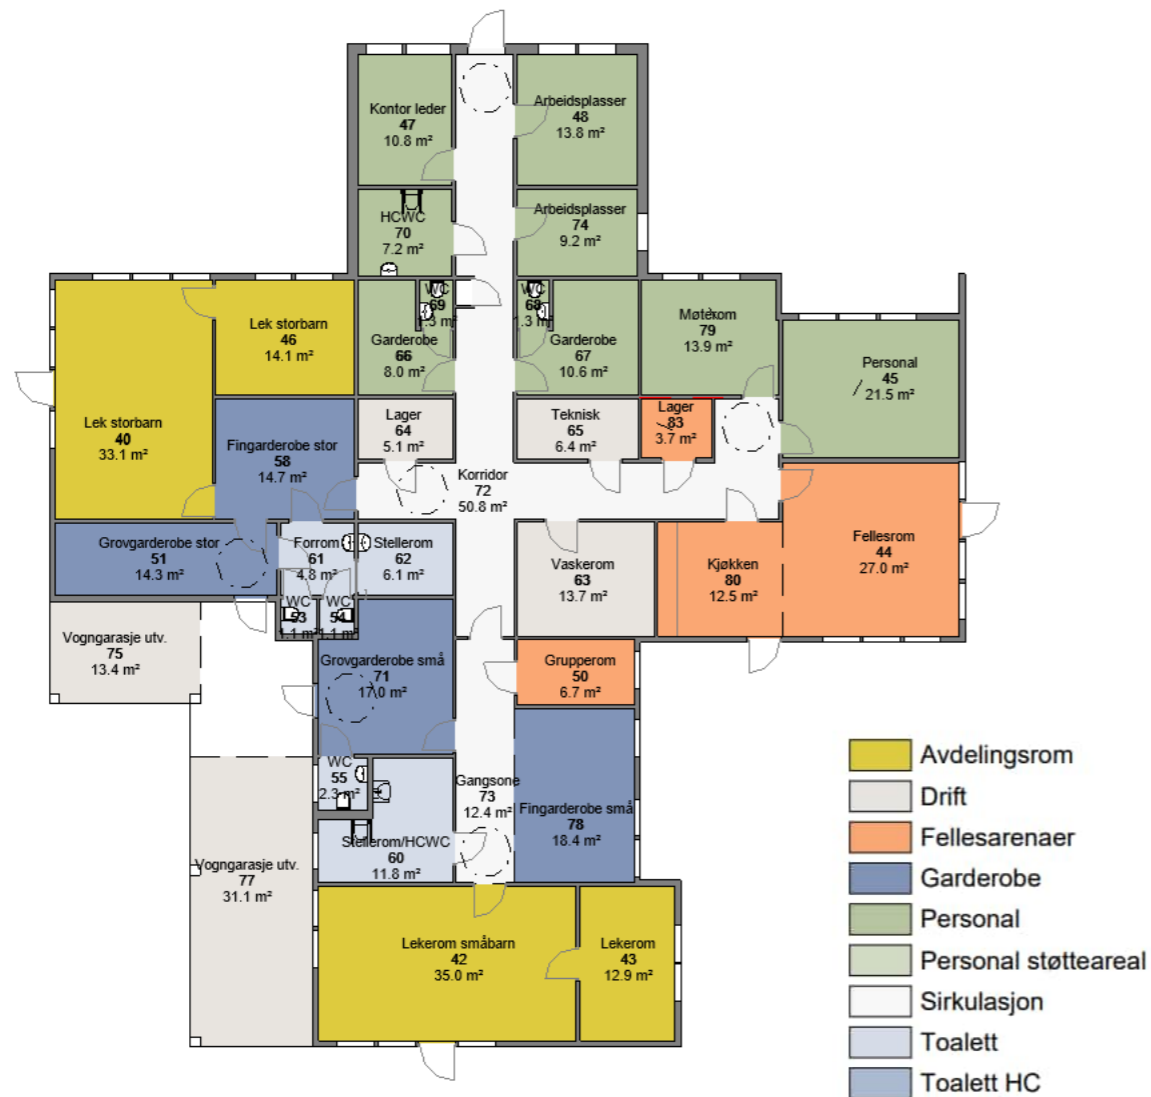 Kontor leder
47
10.8 m²
Arbeidsplasser
48
13.8 m²
HCWC
70
7.2 m²
Arbeidsplasser
74
9.2 m²
Lek storbarn
40
33.1 m²
Lek storbarn
46
14.1 m²
Garderobe
66
8.0 m²
WC
69
WC
68
Garderobe
67
10.6 m²
Møterom
79
13.9 m²
Personal
45
21.5 m²
Fingarderobe stor
58
14.7 m²
Lager
64
5.1 m²
Teknisk
65
6.4 m²
Lager
83
3.7 m²
Korridor
72
50.8 m²
Grovgarderobe stor
51
14.3 m²
Forrom
61
4.8 m²
Stellerom
62
6.1 m²
Vaskerom
63
13.7 m²
Kjøkken
80
12.5 m²
Fellesrom
44
27.0 m²
WC
53
1.1 m²
WC
54
1.1 m²
Vogngarasje utv.
75
13.4 m²
Grovgarderobe små
71
17.0 m²
Grupperom
50
6.7 m²
WC
55
2.3 m²
Stellerom/HCWC
60
11.8 m²
Gangsone
73
12.4 m²
Fingarderobe små
78
18.4 m²
Vogngarasje utv.
77
31.1 m²
Lekerom småbarn
42
35.0 m²
Lekerom
43
12.9 m²
Avdelingsrom
Drift
Fellesarenaer
Garderobe
Personal
Personal støtteareal
Sirkulasjon
Toalett
Toalett HC